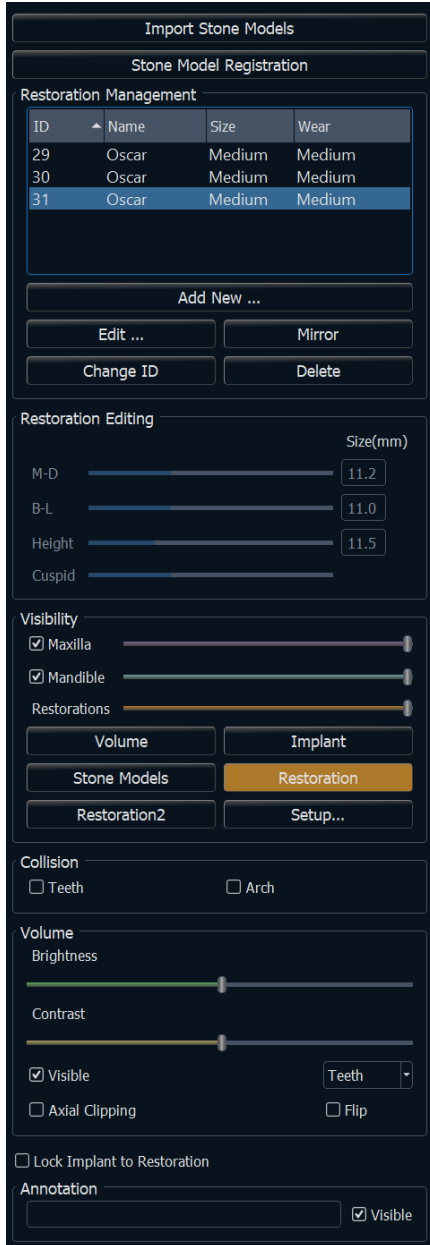 Import Stone Models
Stone Model Registration
Restoration Management
ID Name Size Wear
29 Oscar Medium Medium
30 Oscar Medium Medium
31 Oscar Medium Medium
Add New ...
Edit ... Mirror
Change ID Delete
Restoration Editing
Size(mm)
M-D 11.2
B-L 11.0
Height 11.5
Cuspid
Visibility
Maxilla
Mandible
Restorations
Volume Implant
Stone Models Restoration
Restoration2 Setup...
Collision
Teeth Arch
Volume
Brightness
Contrast
Visible Teeth
Axial Clipping Flip
Lock Implant to Restoration
Annotation
Visible